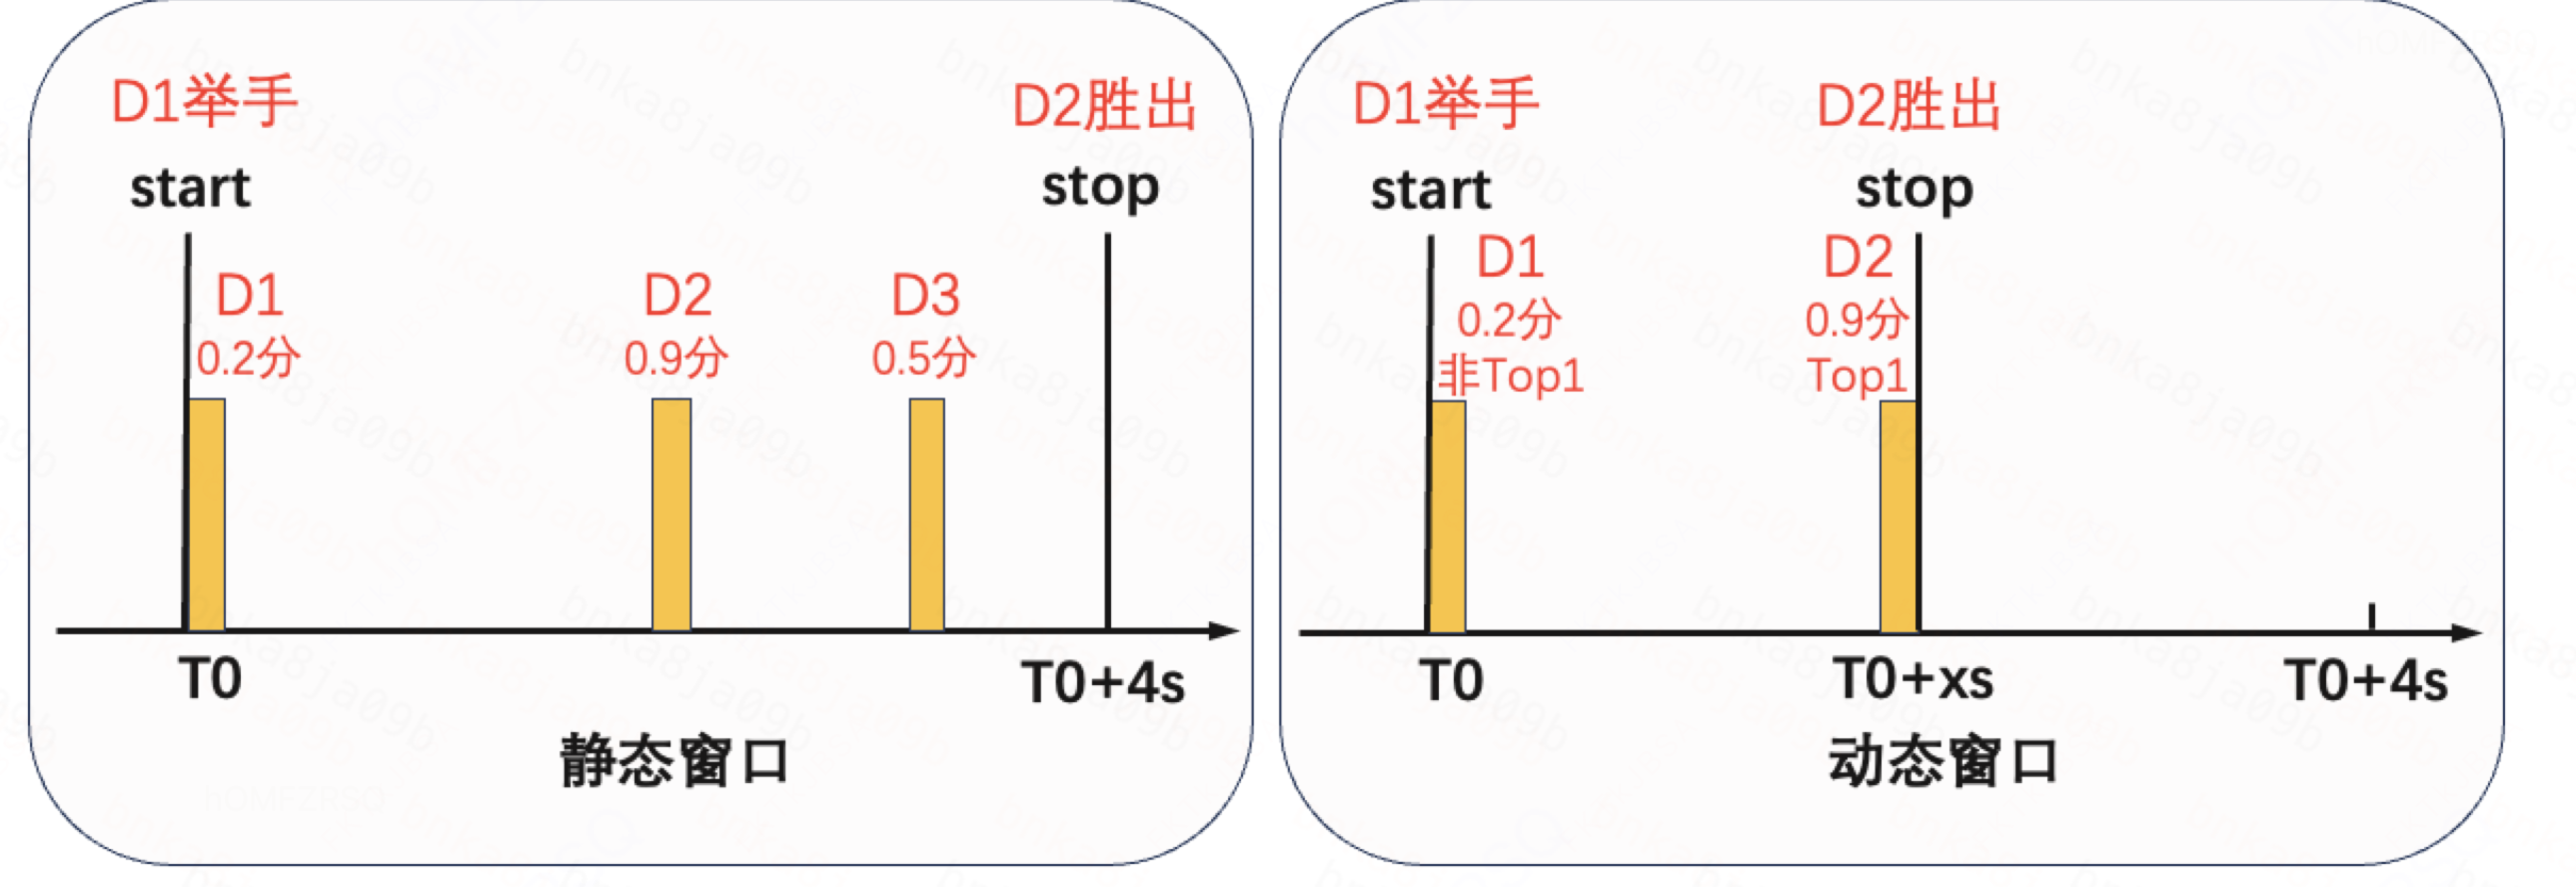 D1举手
D2胜出
start
stop
D1
0.2分
D2
0.9分
D3
0.5分
T0
T0+4s
静态窗口
D1举手
D2胜出
start
stop
D1
0.2分
非Top1
D2
0.9分
Top1
T0
T0+xs
T0+4s
动态窗口
bnka8ja09b
hOMFZRSO